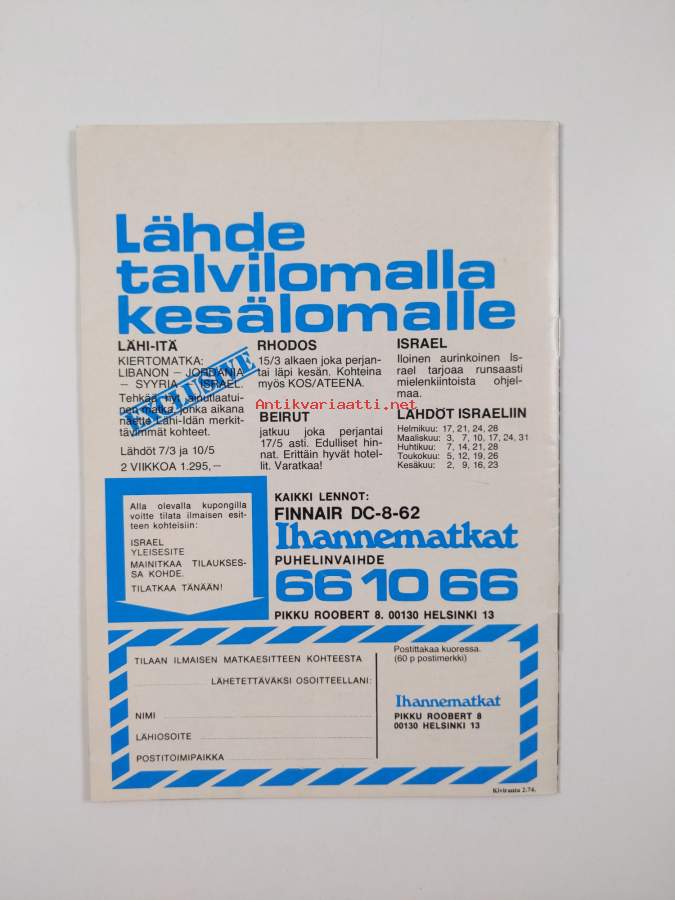 Lähde
talvilomalla
kesälomalle
LÄHI-ITÄ
KIERTOMATKA:
LIBANON – JORDANIA
– SYYRIA – ISRAEL.
Tehkää nyt ainutlaatui-
nen matka jonka aikana
näette Lähi-Idän merkit-
tävimmät kohteet.
Lähdöt 7/3 ja 10/5
2 VIIKKOA 1.295,–
EXCLUSIVE
RHODOS
15/3 alkaen joka perjan-
tai läpi kesän. Kohteina
myös KOS/ATEENA.
Antikvariaatti.net
BEIRUT
jatkuu joka perjantai
17/5 asti. Edulliset hin-
nat. Erittäin hyvät hotel-
lit. Varatkaa!
ISRAEL
Iloinen aurinkoinen Is-
rael tarjoaa runsaasti
mielenkiintoista ohjel-
maa.
LÄHDÖT ISRAELIIN
Helmikuu: 17, 21, 24, 28
Maaliskuu: 3, 7, 10, 17, 24, 31
Huhtikuu: 7, 14, 21, 28
Toukokuu: 5, 12, 19, 26
Kesäkuu: 2, 9, 16, 23
Alla olevalla kupongilla
voitte tilata ilmaisen esit-
teen kohteisiin:
ISRAEL
YLEISESITE
MAINITKAA TILAUKSES-
SA KOHDE.
TILATKAA TÄNÄÄN!
KAIKKI LENNOT:
FINNAIR DC-8-62
Ihannematkat
PUHELINVAIHDE
66 10 66
PIKKU ROOBERT 8. 00130 HELSINKI 13
TILAAN ILMAISEN MATKAESITTEEN KOHTEESTA
LÄHETETTÄVÄKSI OSOITTEELLANI:
NIMI
LÄHIOSOITE
POSTITOIMIPAIKKA
Postittakaa kuoressa.
(60 p postimerkki)
Ihannematkat
PIKKU ROOBERT 8
00130 HELSINKI 13
Kiviranta 2.74.